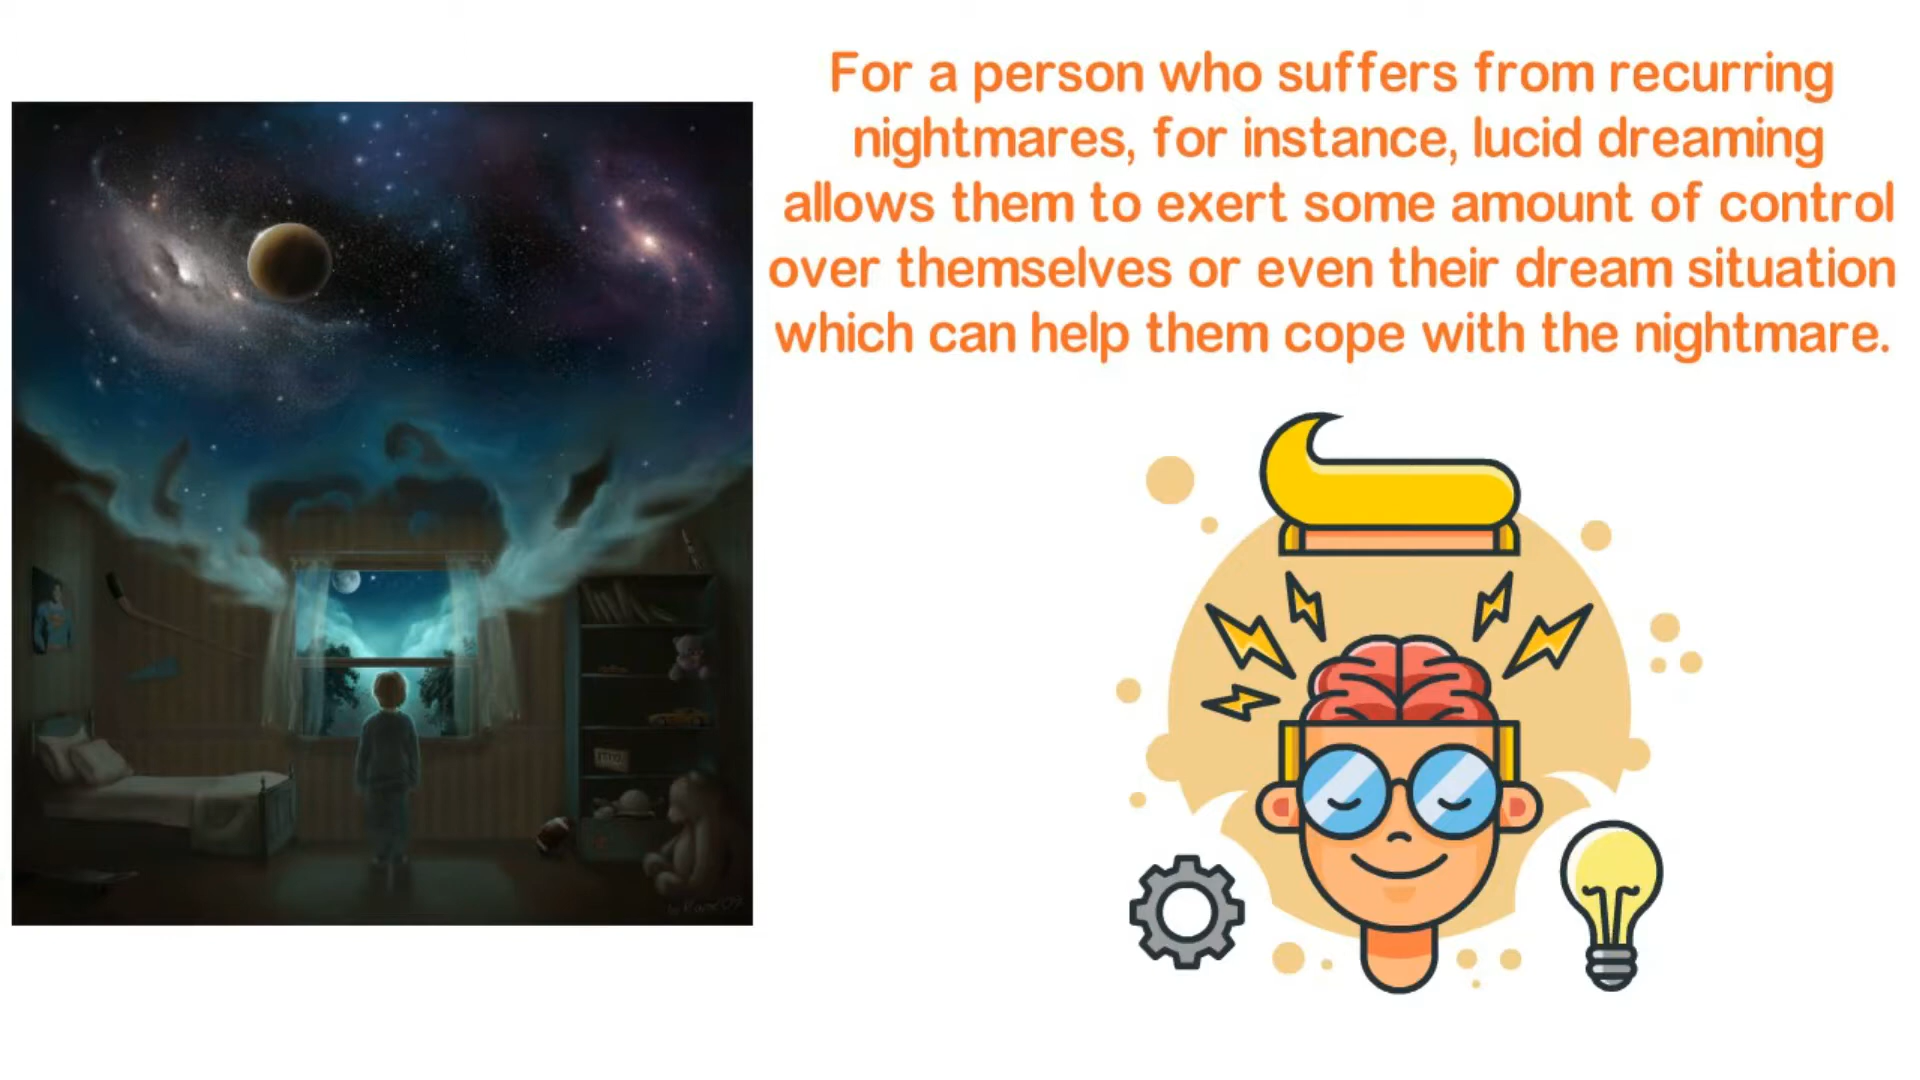 For a person who suffers from recurring
nightmares, for instance, lucid dreaming
allows them to exert some amount of control
over themselves or even their dream situation
which can help them cope with the nightmare.